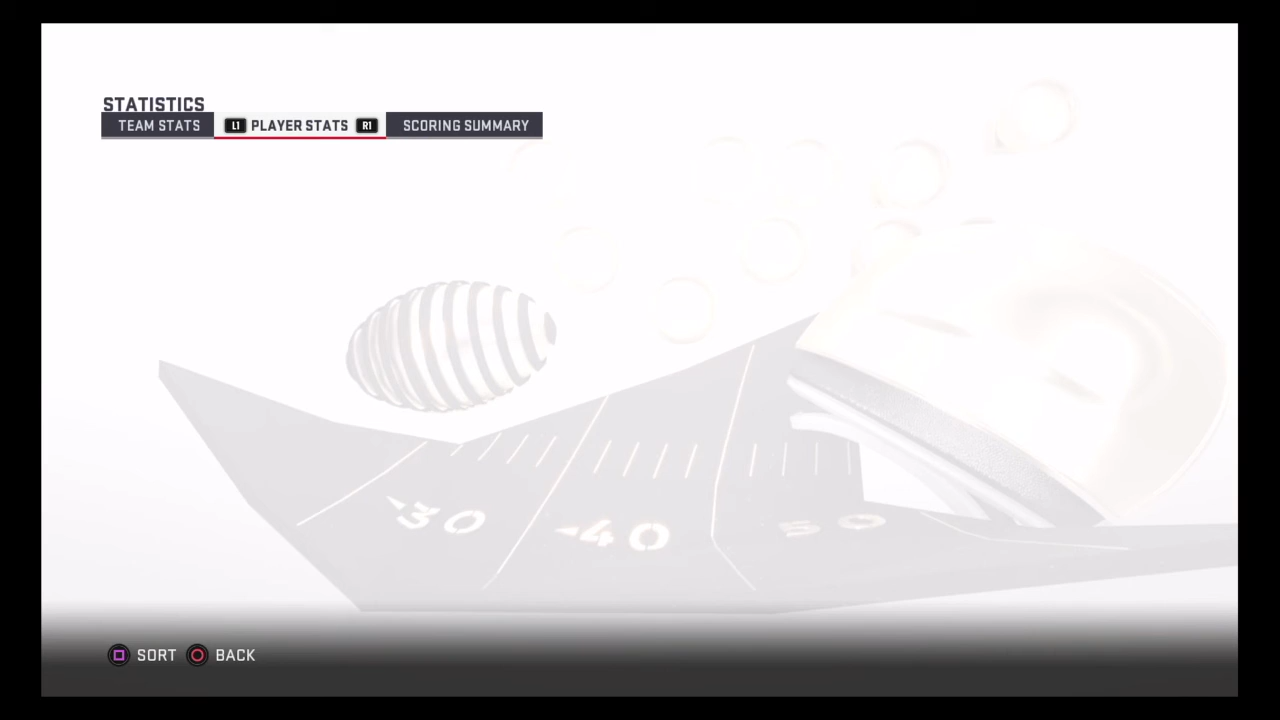 STATISTICS
TEAM STATS L1 PLAYER STATS R1 SCORING SUMMARY
30 40 50
SORT BACK